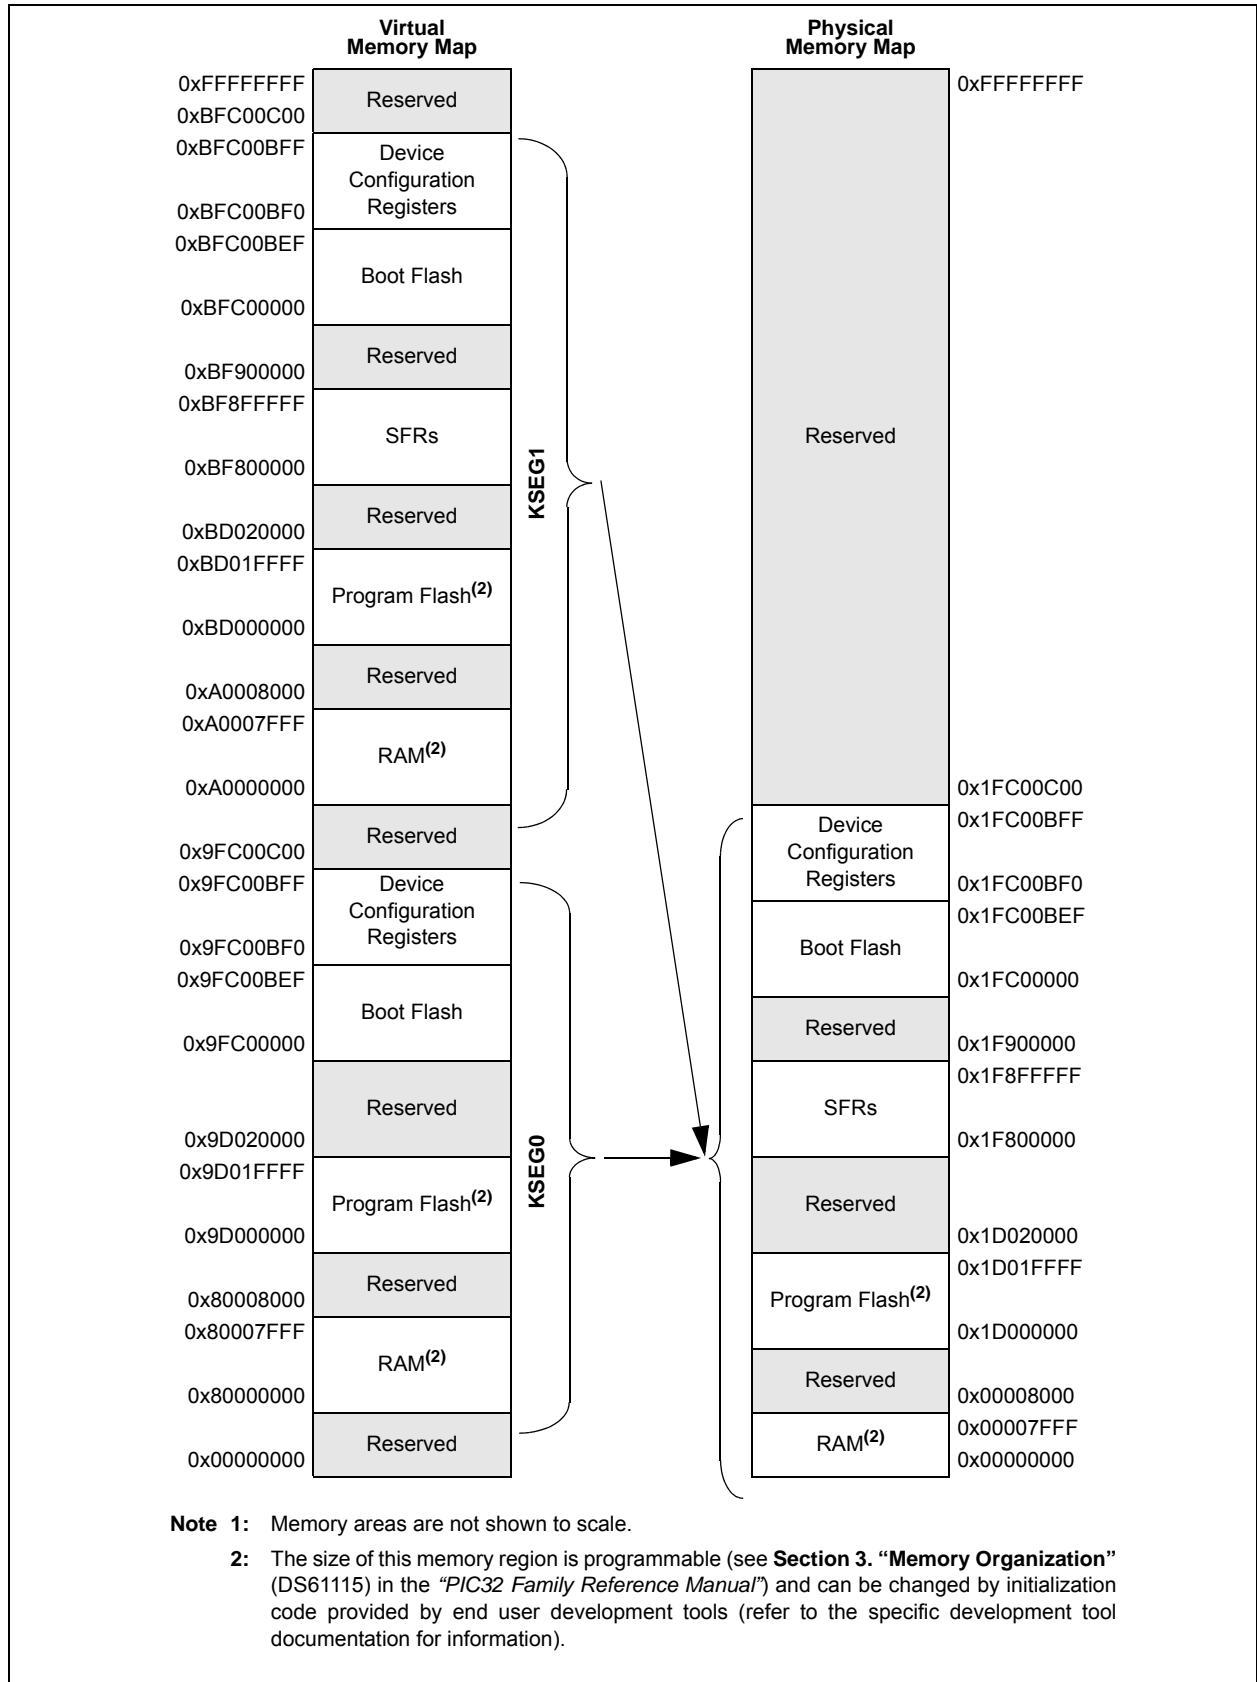 Virtual
Memory Map
0xFFFFFFFF
Reserved
0xBFC00C00
0xBFC00BFF
Device
Configuration
Registers
0xBFC00BF0
0xBFC00BEF
Boot Flash
0xBFC00000
Reserved
0xBF900000
0xBF8FFFFF
SFRs
0xBF800000
Reserved
0xBD020000
0xBD01FFFF
Program Flash(2)
0xBD000000
Reserved
0xA0008000
0xA0007FFF
RAM(2)
0xA0000000
Reserved
0x9FC00C00
0x9FC00BFF
Device
Configuration
Registers
0x9FC00BF0
0x9FC00BEF
Boot Flash
0x9FC00000
Reserved
0x9D020000
0x9D01FFFF
Program Flash(2)
0x9D000000
Reserved
0x80008000
0x80007FFF
RAM(2)
0x80000000
Reserved
0x00000000
KSEG1
KSEG0
Physical
Memory Map
0xFFFFFFFF
Reserved
0x1FC00C00
0x1FC00BFF
Device
Configuration
Registers
0x1FC00BF0
0x1FC00BEF
Boot Flash
0x1FC00000
Reserved
0x1F900000
0x1F8FFFFF
SFRs
0x1F800000
Reserved
0x1D020000
0x1D01FFFF
Program Flash(2)
0x1D000000
Reserved
0x00008000
0x00007FFF
RAM(2)
0x00000000
Note 1: Memory areas are not shown to scale.
2: The size of this memory region is programmable (see Section 3. “Memory Organization”
(DS61115) in the “PIC32 Family Reference Manual”) and can be changed by initialization
code provided by end user development tools (refer to the specific development tool
documentation for information).